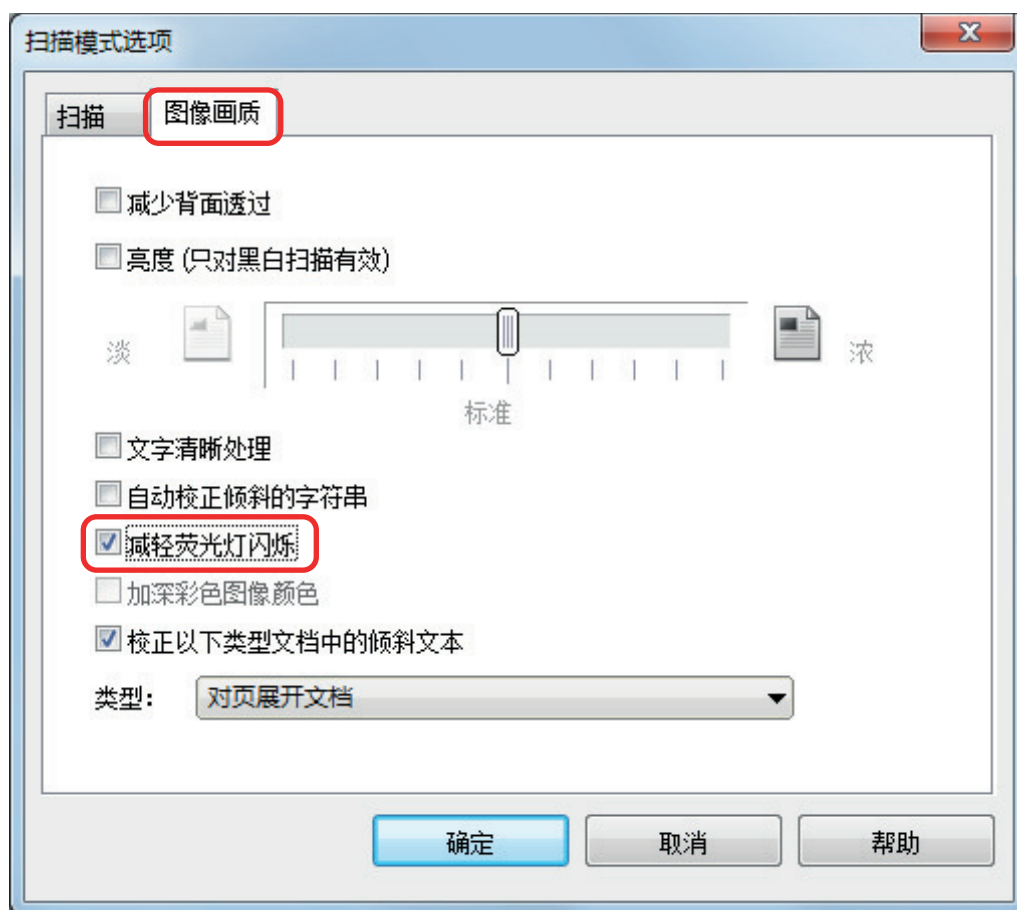 扫描模式选项
扫描 图像画质
减少背面透过
亮度 (只对黑白扫描有效)
淡 浓
标准
文字清晰处理
自动校正倾斜的字符串
减轻荧光灯闪烁
加深彩色图像颜色
校正以下类型文档中的倾斜文本
类型： 对页展开文档
确定 取消 帮助